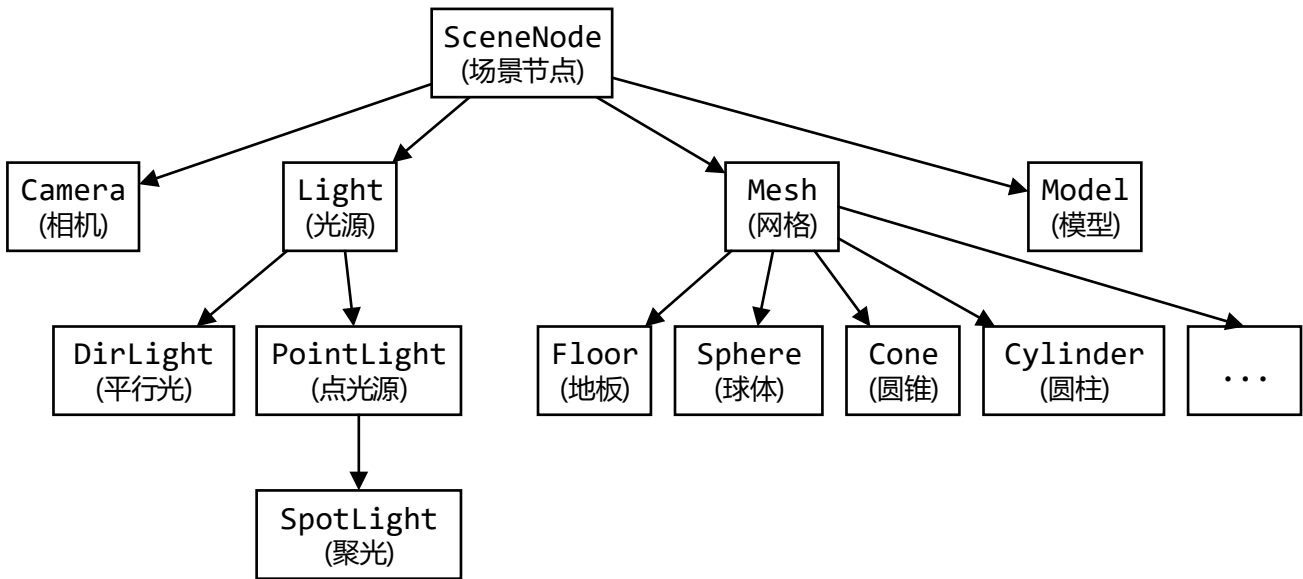 SceneNode
(场景节点)
Camera
(相机)
Light
(光源)
Mesh
(网格)
Model
(模型)
DirLight
(平行光)
PointLight
(点光源)
Floor
(地板)
Sphere
(球体)
Cone
(圆锥)
Cylinder
(圆柱)
...
SpotLight
(聚光)